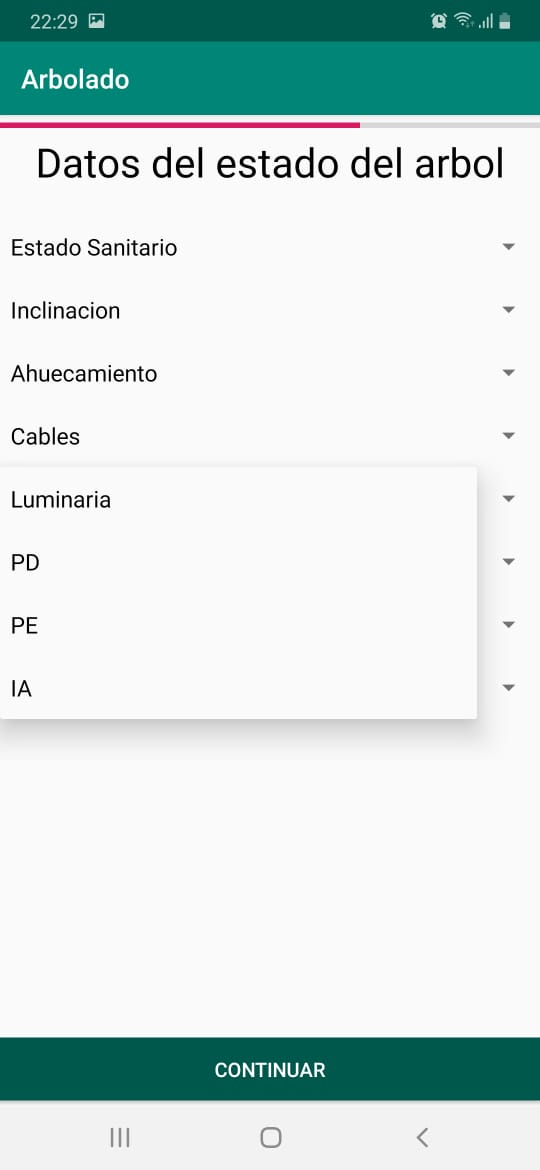 22:29
Arbolado
Datos del estado del arbol
Estado Sanitario
Inclinacion
Ahuecamiento
Cables
Luminaria
PD
PE
IA
CONTINUAR